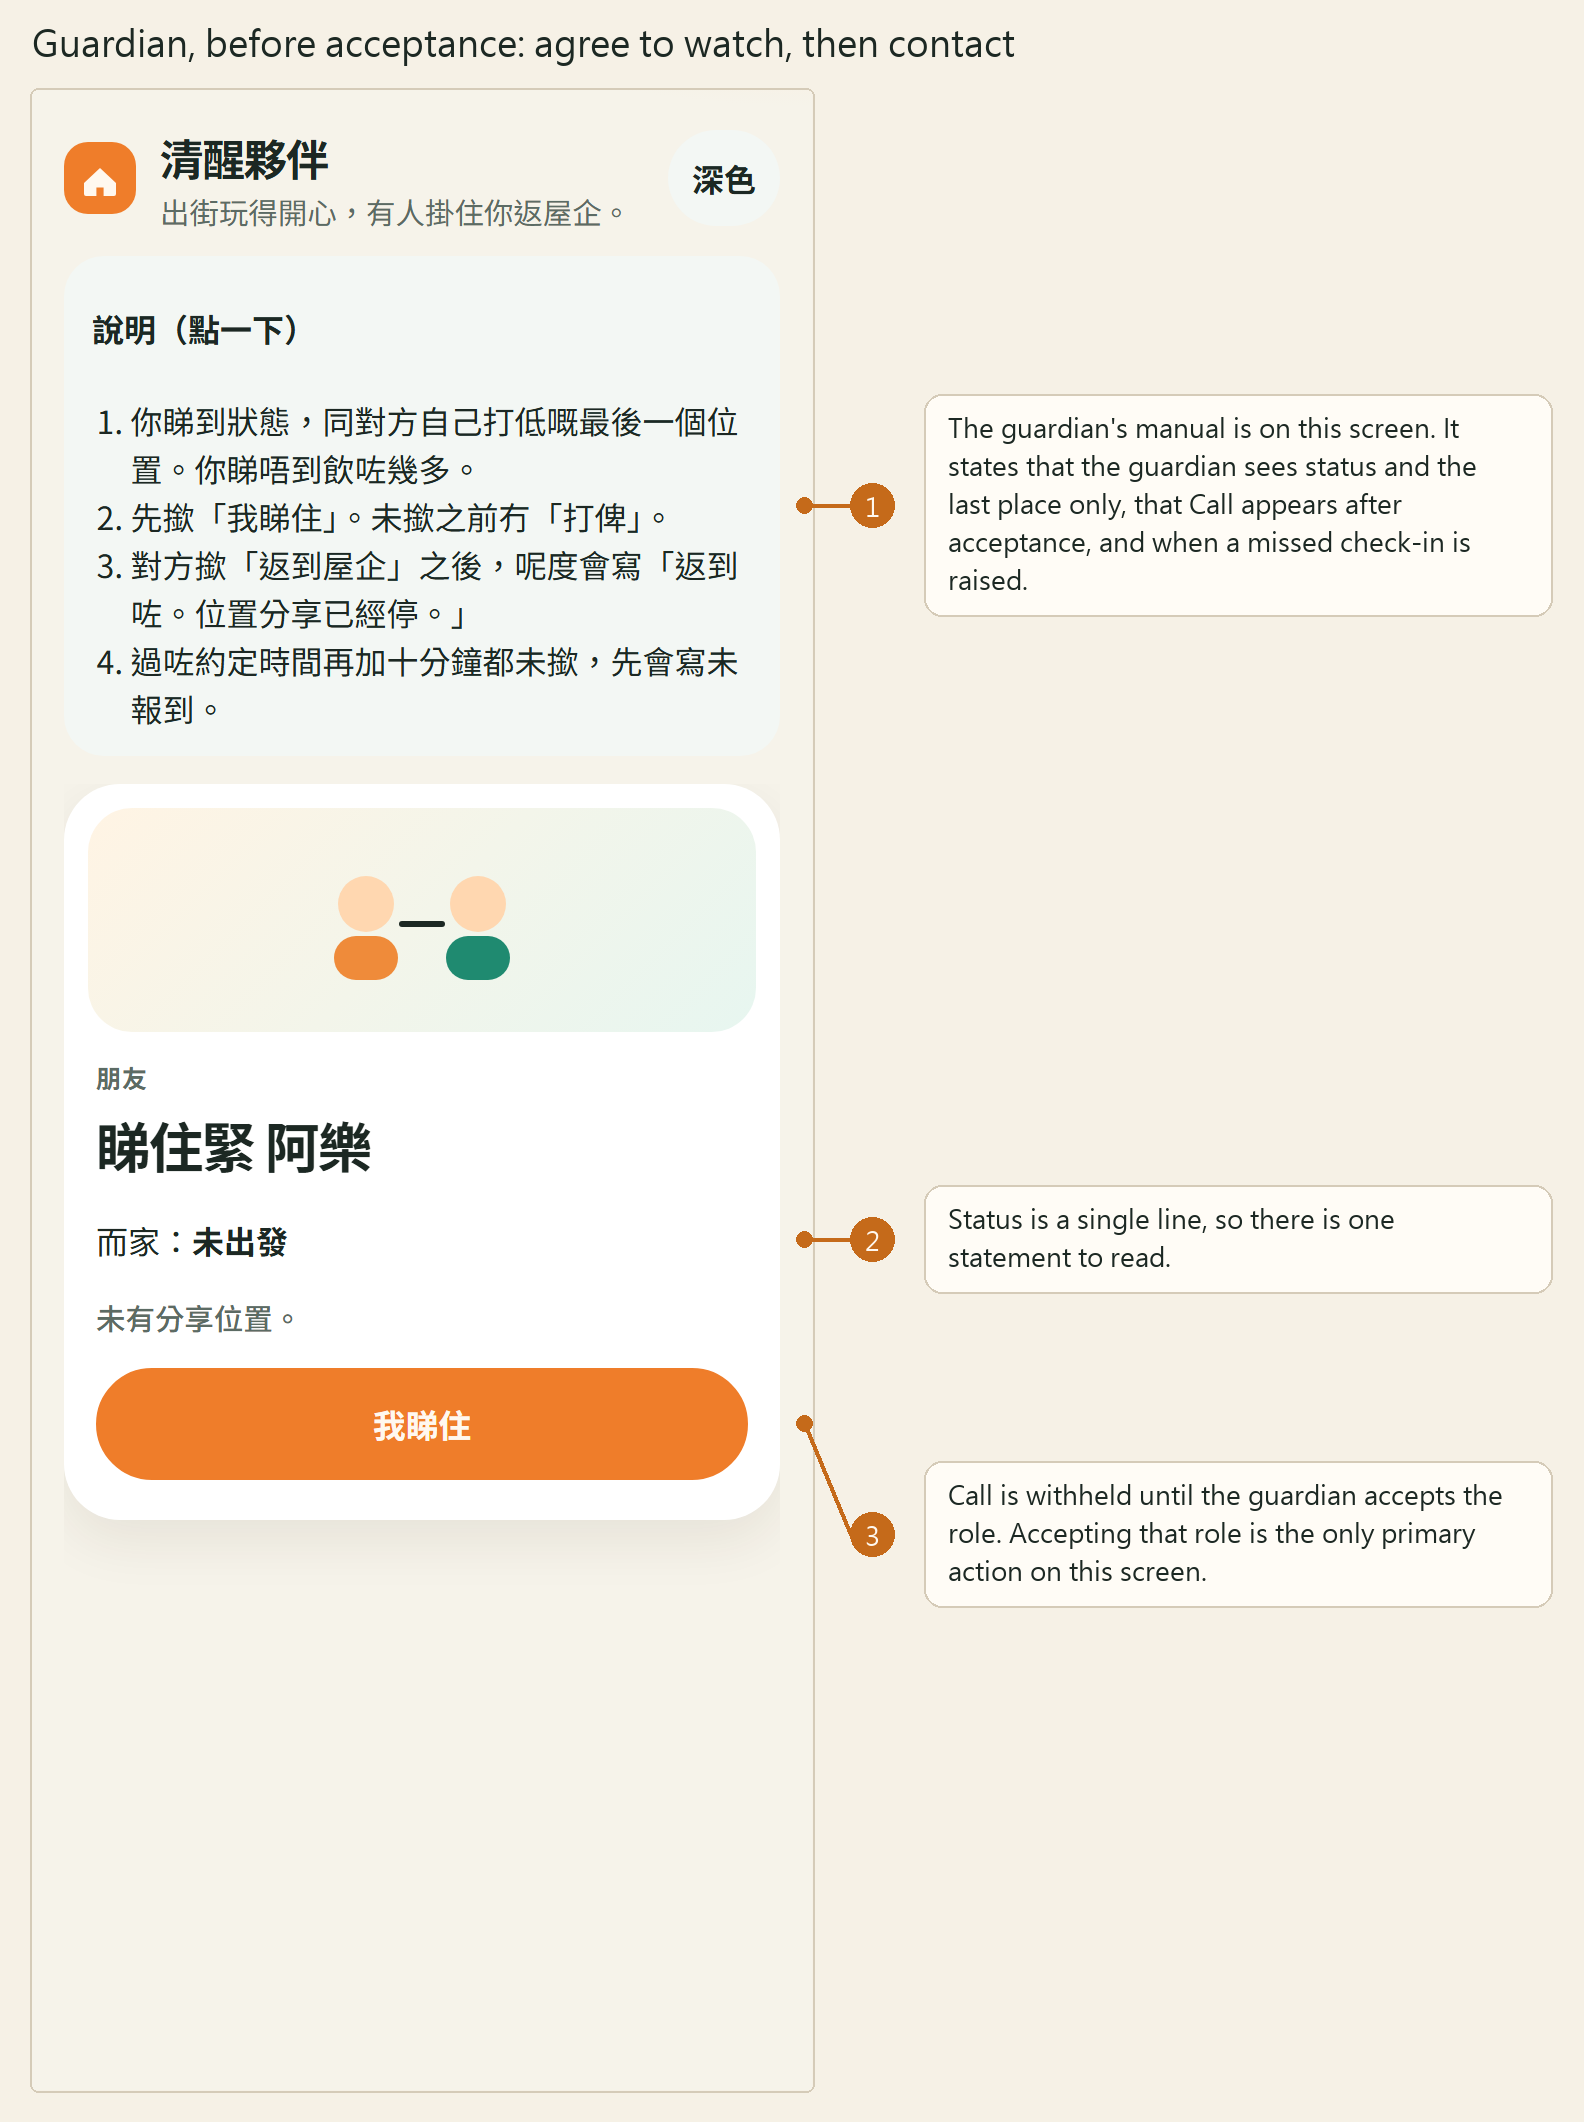 Guardian, before acceptance: agree to watch, then contact
清醒夥伴
出街玩得開心，有人掛住你返屋企。
深色
說明（點一下）
1. 你睇到狀態，同對方自己打低嘅最後一個位
置。你睇唔到飲咗幾多。
2. 先撳「我睇住」。未撳之前冇「打俾」。
3. 對方撳「返到屋企」之後，呢度會寫「返到
咗。位置分享已經停。」
4. 過咗約定時間再加十分鐘都未撳，先會寫未
報到。
1
The guardian's manual is on this screen. It
states that the guardian sees status and the
last place only, that Call appears after
acceptance, and when a missed check-in is
raised.
朋友
睇住緊 阿樂
而家：未出發
2
Status is a single line, so there is one
statement to read.
未有分享位置。
我睇住
3
Call is withheld until the guardian accepts the
role. Accepting that role is the only primary
action on this screen.